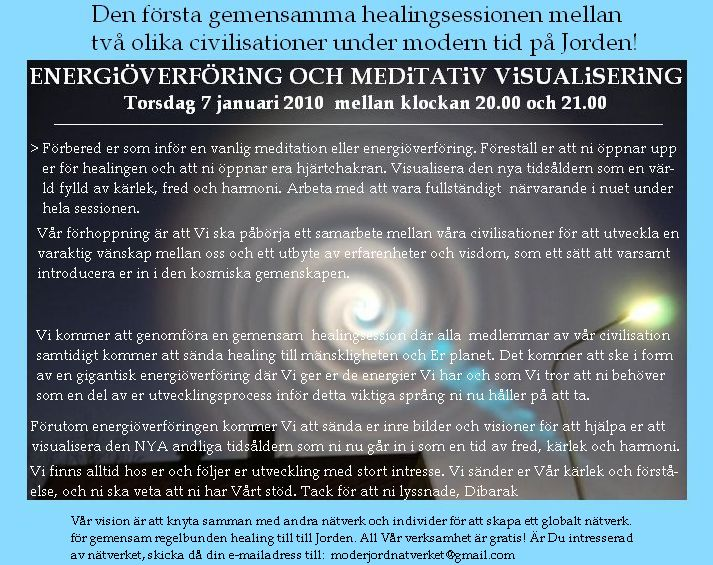 Den första gemensamma healingsessionen mellan
två olika civilisationer under modern tid på Jorden!
ENERGiÖVERFÖRiNG OCH MEDiTATiV ViSUALiSERiNG
Torsdag 7 januari 2010 mellan klockan 20.00 och 21.00
> Förbered er som inför en vanlig meditation eller energiöverföring. Föreställ er att ni öppnar upp
er för healingen och att ni öppnar era hjärtchakran. Visualisera den nya tidsåldern som en vär-
ld fylld av kärlek, fred och harmoni. Arbeta med att vara fullständigt närvarande i nuet under
hela sessionen.
Vår förhoppning är att Vi ska påbörja ett samarbete mellan våra civilisationer för att utveckla en
varaktig vänskap mellan oss och ett utbyte av erfarenheter och visdom, som ett sätt att varsamt
introducera er in i den kosmiska gemenskapen.
Vi kommer att genomföra en gemensam healingsession där alla medlemmar av vår civilisation
samtidigt kommer att sända healing till mänskligheten och Er planet. Det kommer att ske i form
av en gigantisk energiöverföring där Vi ger er de energier Vi har och som Vi tror att ni behöver
som en del av er utvecklingsprocess inför detta viktiga språng ni nu håller på att ta.
Förutom energiöverföringen kommer Vi att sända er inre bilder och visioner för att hjälpa er att
visualisera den NYA andliga tidsåldern som ni nu går in i som en tid av fred, kärlek och harmoni.
Vi finns alltid hos er och följer er utveckling med stort intresse. Vi sänder er Vår kärlek och förstå-
else, och ni ska veta att ni har Vårt stöd. Tack för att ni lyssnade, Dibarak
Vår vision är att knyta samman med andra nätverk och individer för att skapa ett globalt nätverk.
för gemensam regelbunden healing till till Jorden. All Vår verksamhet är gratis! Är Du intresserad
av nätverket, skicka då din e-mailadress till: moderjordnatverket@gmail.com